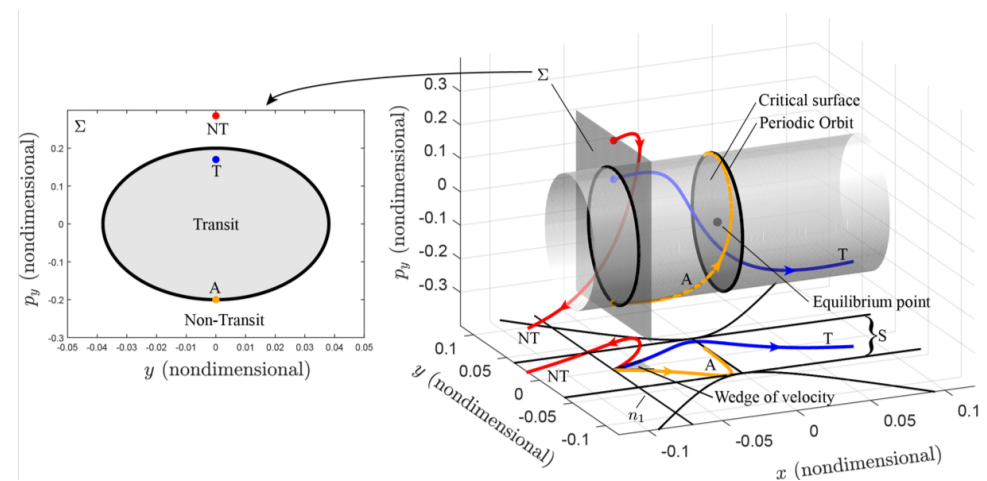 Σ
NT
T
Transit
A
Non-Transit
0.2
0.1
0
-0.1
-0.2
-0.3
-0.05 -0.04 -0.03 -0.02 -0.01 0 0.01 0.02 0.03 0.04 0.05
y (nondimensional)
p_y (nondimensional)
Σ
Critical surface
Periodic Orbit
0.3
0.2
0.1
0
-0.1
-0.2
-0.3
p_y (nondimensional)
A
T
Equilibrium point
NT
NT
T
S
A
Wedge of velocity
n_1
0.1
0.05
0
-0.05
-0.1
y (nondimensional)
-0.1
-0.05
0
0.05
0.1
x (nondimensional)